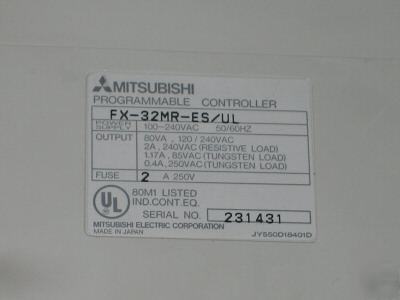 MITSUBISHI
PROGRAMMABLE CONTROLLER
FX-32MR-ES/UL
POWER SUPPLY 100-240VAC 50/60HZ
OUTPUT 80VA, 120/240VAC
2A, 240VAC(RESISTIVE LOAD)
1.17A, 85VAC(TUNGSTEN LOAD)
0.4A, 250VAC(TUNGSTEN LOAD)
FUSE 2 A 250V
UL 80M1 LISTED
IND.CONT.EQ.
SERIAL NO. 231431
MITSUBISHI ELECTRIC CORPORATION
MADE IN JAPAN JY550D18401D